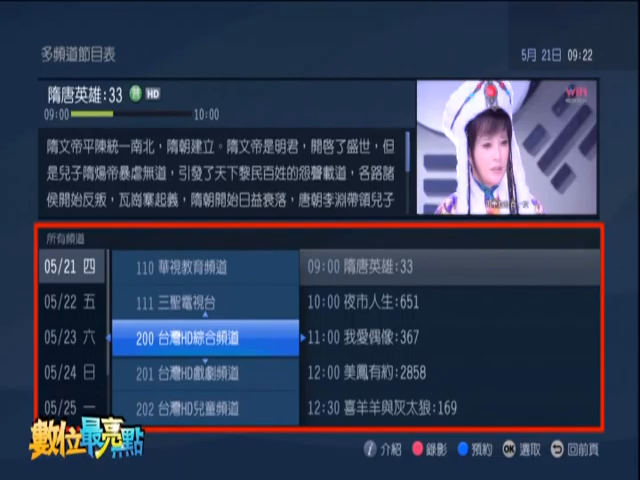 多頻道節目表
5月 21日 09:22
隋唐英雄:33 普 HD
09:00 10:00
隋文帝平陳統一南北，隋朝建立。隋文帝是明君，開啓了盛世，但
是兒子隋煬帝暴虐無道，引發了天下黎民百姓的怨聲載道，各路諸
侯開始反叛，瓦崗寨起義，隋朝開始日益衰落，唐朝李淵帶領兒子
win
所有頻道
05/21 四 110 華視教育頻道 09:00 隋唐英雄:33
05/22 五 111 三聖電視台 10:00 夜市人生:651
05/23 六 200 台灣HD綜合頻道 11:00 我愛偶像:367
05/24 日 201 台灣HD戲劇頻道 12:00 美鳳有約:2858
05/25 一 202 台灣HD兒童頻道 12:30 喜羊羊與灰太狼:169
數位最亮點
i 介紹 錄影 預約 OK 選取 回前頁